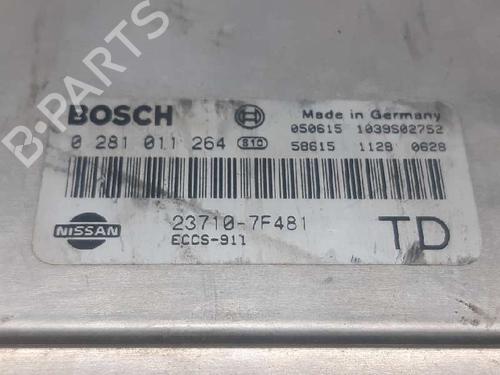 BOSCH
Made in Germany
0 281 011 264 810
050615 1039S02752
58615 1128 0628
NISSAN
23710-7F481
ECCS-911
TD
B-Parts